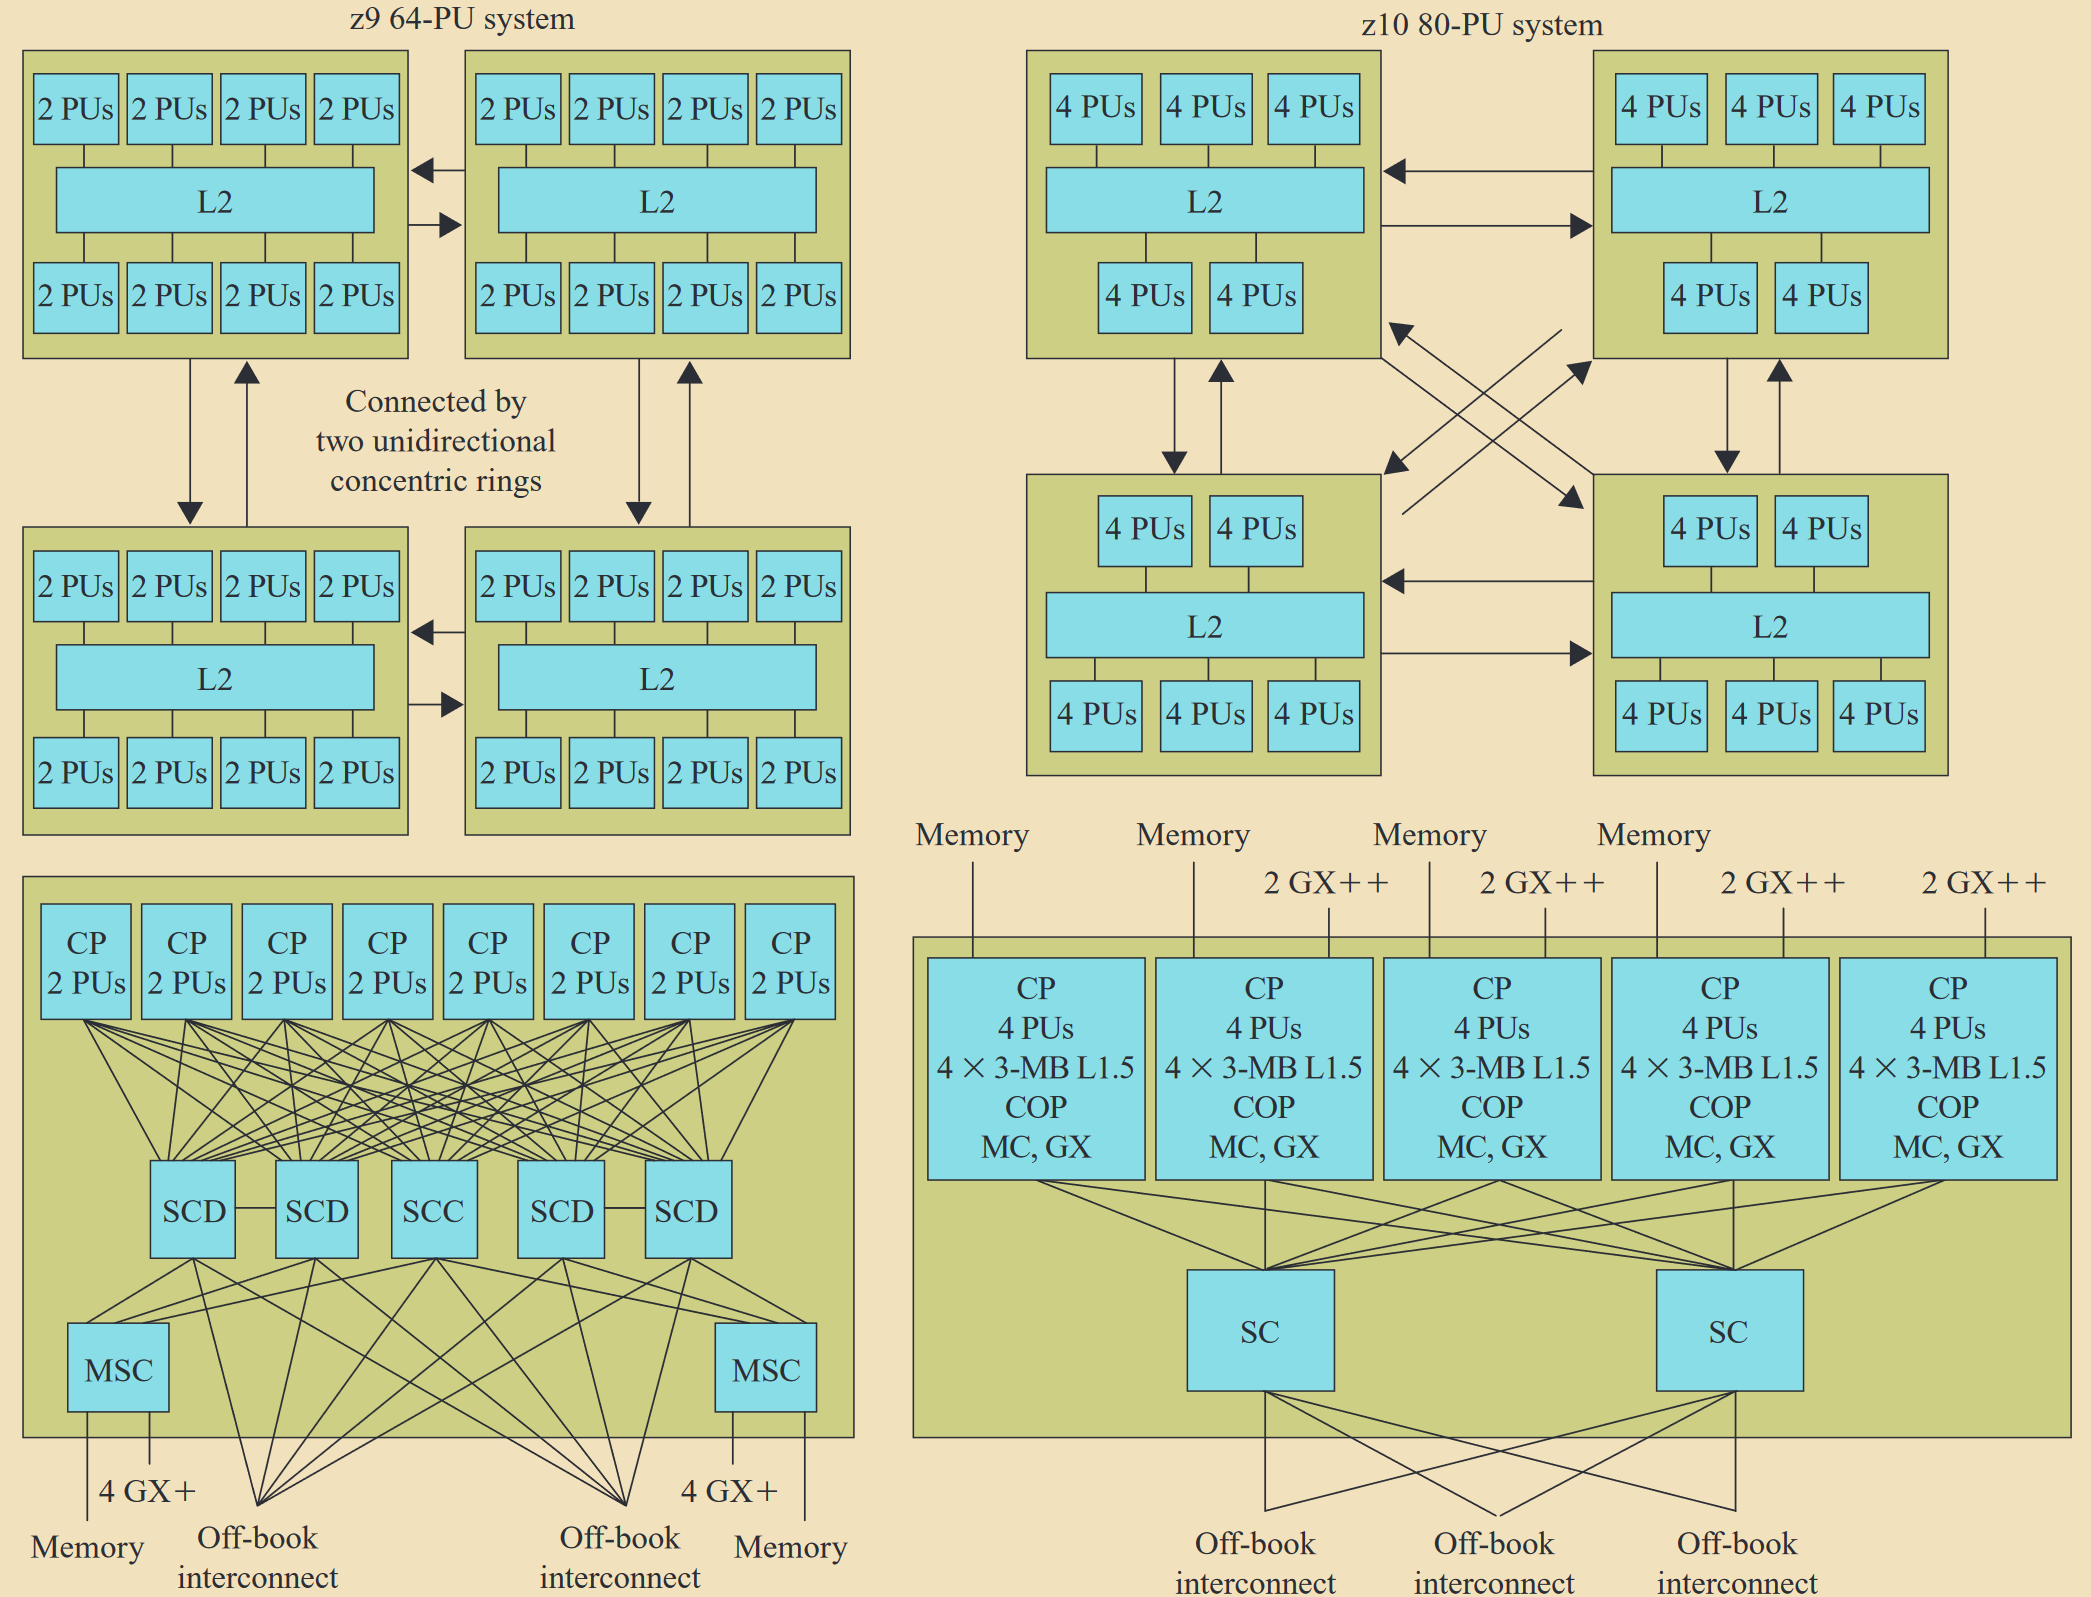 z9 64-PU system
2 PUs 2 PUs 2 PUs 2 PUs
L2
2 PUs 2 PUs 2 PUs 2 PUs
2 PUs 2 PUs 2 PUs 2 PUs
L2
2 PUs 2 PUs 2 PUs 2 PUs
Connected by
two unidirectional
concentric rings
2 PUs 2 PUs 2 PUs 2 PUs
L2
2 PUs 2 PUs 2 PUs 2 PUs
2 PUs 2 PUs 2 PUs 2 PUs
L2
2 PUs 2 PUs 2 PUs 2 PUs
z10 80-PU system
4 PUs 4 PUs 4 PUs
L2
4 PUs 4 PUs
4 PUs 4 PUs 4 PUs
L2
4 PUs 4 PUs
4 PUs 4 PUs
L2
4 PUs 4 PUs 4 PUs
4 PUs 4 PUs
L2
4 PUs 4 PUs 4 PUs
CP CP CP CP CP CP CP CP
2 PUs 2 PUs 2 PUs 2 PUs 2 PUs 2 PUs 2 PUs 2 PUs
SCD SCD SCC SCD SCD
MSC MSC
4 GX+ 4 GX+
Memory Off-book Off-book Memory
interconnect interconnect
Memory Memory Memory Memory
2 GX++ 2 GX++ 2 GX++ 2 GX++
CP CP CP CP CP
4 PUs 4 PUs 4 PUs 4 PUs 4 PUs
4 × 3-MB L1.5 4 × 3-MB L1.5 4 × 3-MB L1.5 4 × 3-MB L1.5 4 × 3-MB L1.5
COP COP COP COP COP
MC, GX MC, GX MC, GX MC, GX MC, GX
SC SC
Off-book Off-book Off-book
interconnect interconnect interconnect